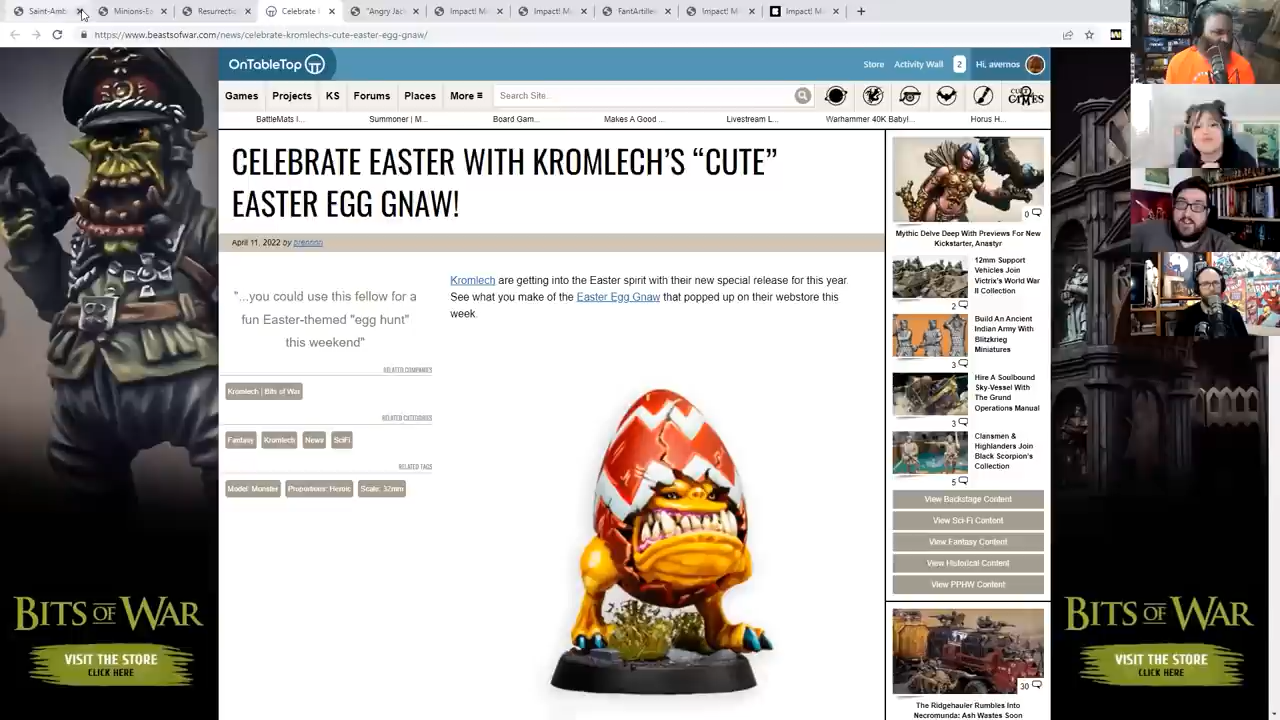 Saint-Amb
Minions-Ea
Resurrectio
Celebrate E
"Angry Jack
Impact! Mi
Impact! Mi
FantArtille
Impact! Mi
Impact! M
https://www.beastsofwar.com/news/celebrate-kromlechs-cute-easter-egg-gnaw/
OnTableTop
Store
Activity Wall
2
Hi, avernos
Games
Projects
KS
Forums
Places
More ≡
Search Site..
BattleMats I...
Summoner | M...
Board Gam...
Makes A Good ...
Livestream L...
Warhammer 40K Baby!...
Horus H...
CELEBRATE EASTER WITH KROMLECH'S "CUTE"
EASTER EGG GNAW!
April 11, 2022 by brennon
"...you could use this fellow for a
fun Easter-themed "egg hunt"
this weekend"
RELATED COMPANIES
Kromlech | Bits of War
RELATED CATEGORIES
Fantasy
Kromlech
News
SciFi
RELATED TAGS
Model: Monster
Proportions: Heroic
Scale: 32mm
Kromlech are getting into the Easter spirit with their new special release for this year.
See what you make of the Easter Egg Gnaw that popped up on their webstore this
week.
0
Mythic Delve Deep With Previews For New
Kickstarter, Anastyr
12mm Support
Vehicles Join
Victrix's World War
II Collection
2
Build An Ancient
Indian Army With
Blitzkrieg
Miniatures
3
Hire A Soulbound
Sky-Vessel With
The Grund
Operations Manual
3
Clansmen &
Highlanders Join
Black Scorpion's
Collection
5
View Backstage Content
View Sci-Fi Content
View Fantasy Content
View Historical Content
View PPHW Content
30
The Ridgehauler Rumbles Into
Necromunda: Ash Wastes Soon
BITS OF WAR
VISIT THE STORE
CLICK HERE
BITS OF WAR
VISIT THE STORE
CLICK HERE